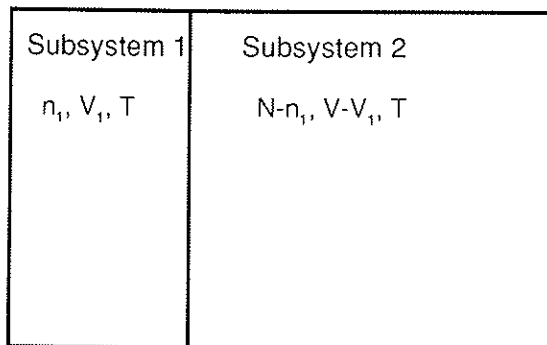 Subsystem 1
n₁, V₁, T
Subsystem 2
N-n₁, V-V₁, T